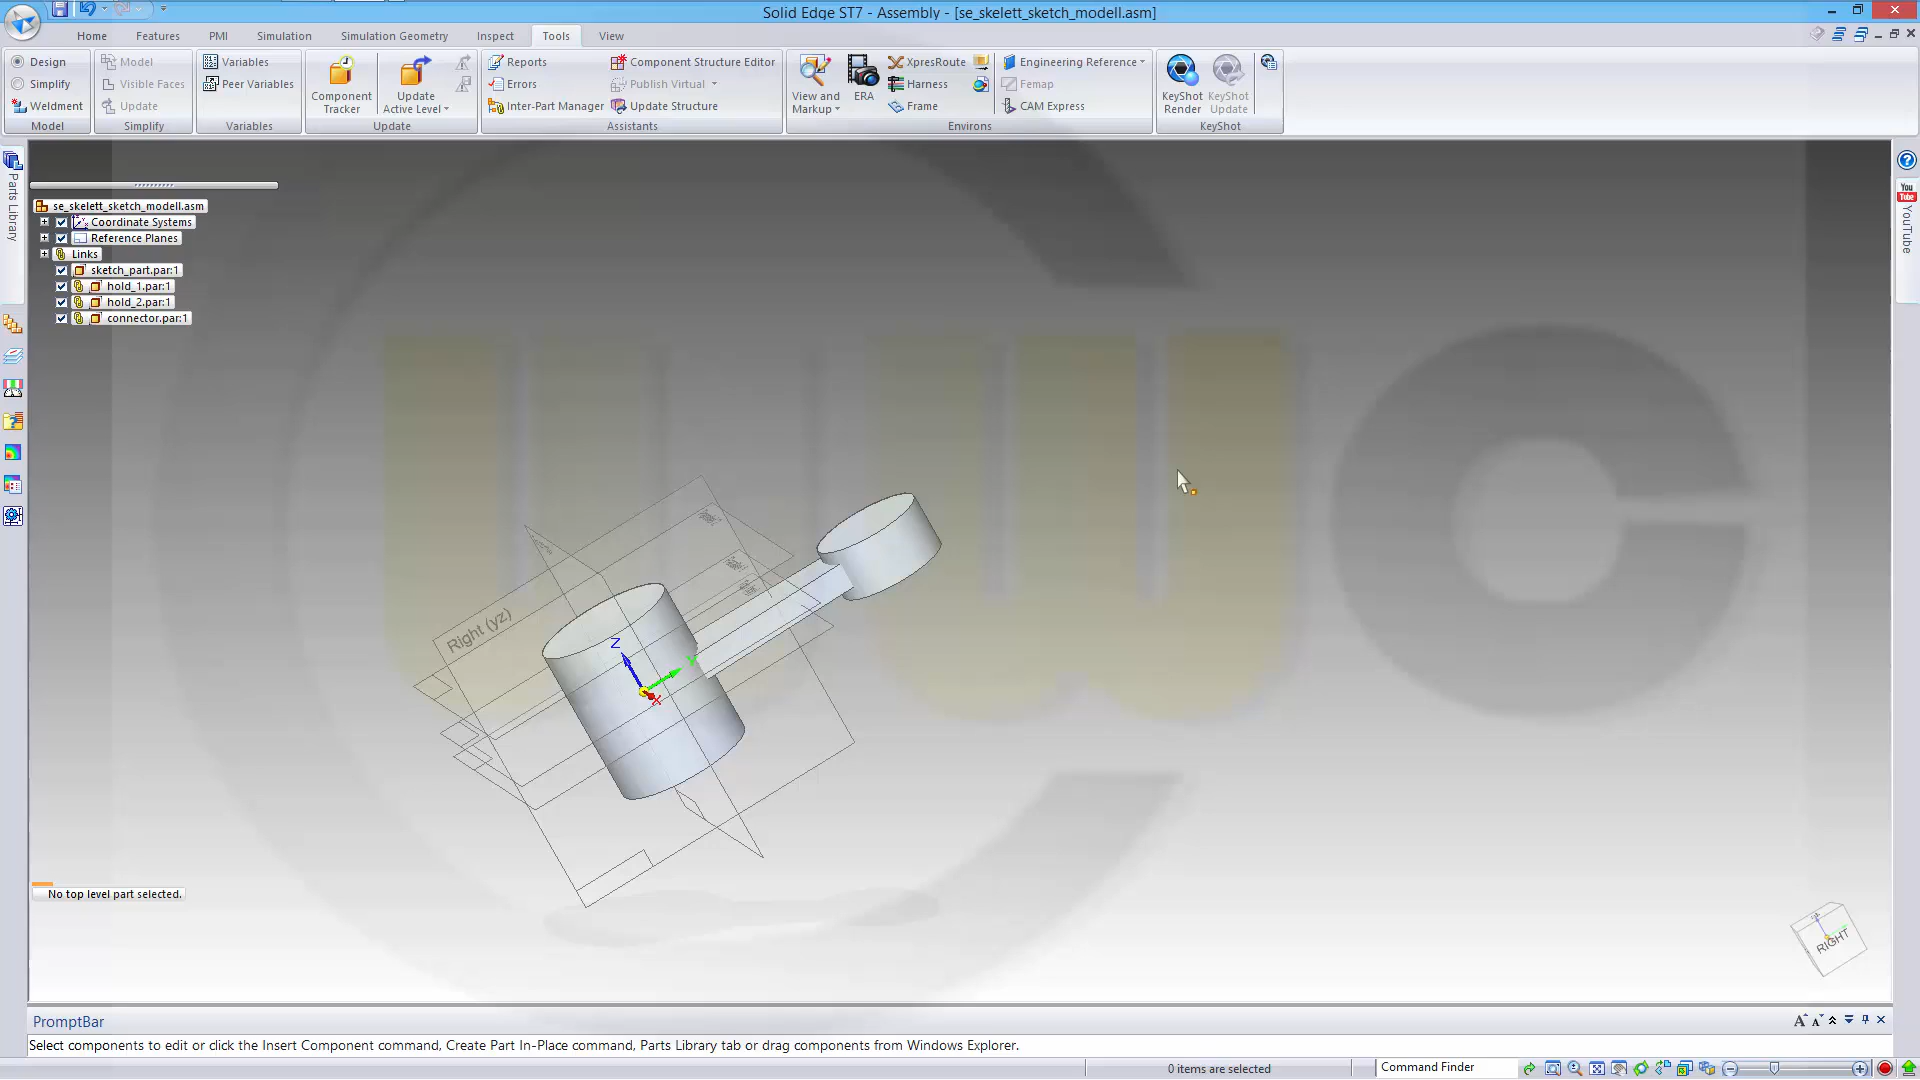 Solid Edge ST7 - Assembly - [se_skelett_sketch_modell.asm]
Home Features PMI Simulation Simulation Geometry Inspect Tools View
Design
Simplify
Weldment
Model
Model
Visible Faces
Update
Simplify
Variables
Peer Variables
Variables
Component Tracker
Update Active Level
Update
Reports
Errors
Inter-Part Manager
Component Structure Editor
Publish Virtual
Update Structure
Assistants
View and Markup
ERA
XpresRoute
Harness
Frame
Engineering Reference
Femap
CAM Express
Environs
KeyShot Render
KeyShot Update
KeyShot
Parts Library
You Tube
YouTube
se_skelett_sketch_modell.asm
Coordinate Systems
Reference Planes
Links
sketch_part.par:1
hold_1.par:1
hold_2.par:1
connector.par:1
Right (yz)
Z
Y
X
No top level part selected.
RIGHT
PromptBar
Select components to edit or click the Insert Component command, Create Part In-Place command, Parts Library tab or drag components from Windows Explorer.
0 items are selected
Command Finder